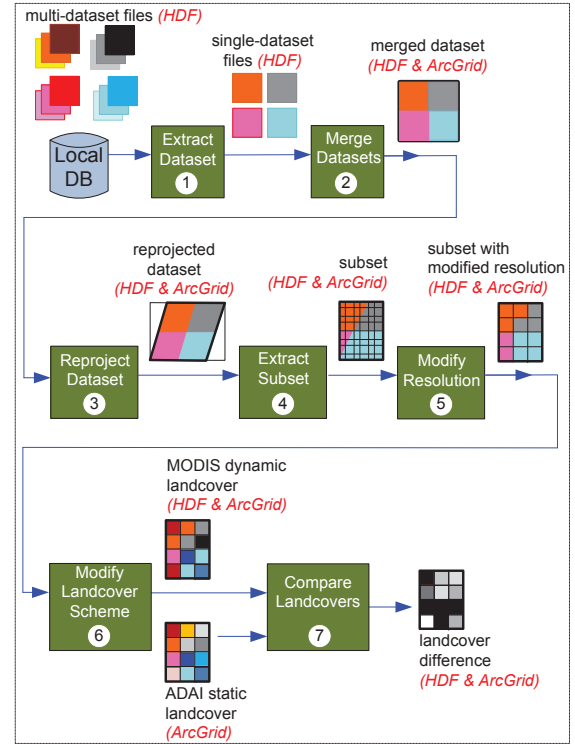 multi-dataset files (HDF)
single-dataset
files (HDF)
merged dataset
(HDF & ArcGrid)
Local
DB
Extract
Dataset
1
Merge
Datasets
2
reprojected
dataset
(HDF & ArcGrid)
subset
(HDF & ArcGrid)
subset with
modified resolution
(HDF & ArcGrid)
Reproject
Dataset
3
Extract
Subset
4
Modify
Resolution
5
MODIS dynamic
landcover
(HDF & ArcGrid)
Modify
Landcover
Scheme
6
Compare
Landcovers
7
ADAI static
landcover
(ArcGrid)
landcover
difference
(HDF & ArcGrid)